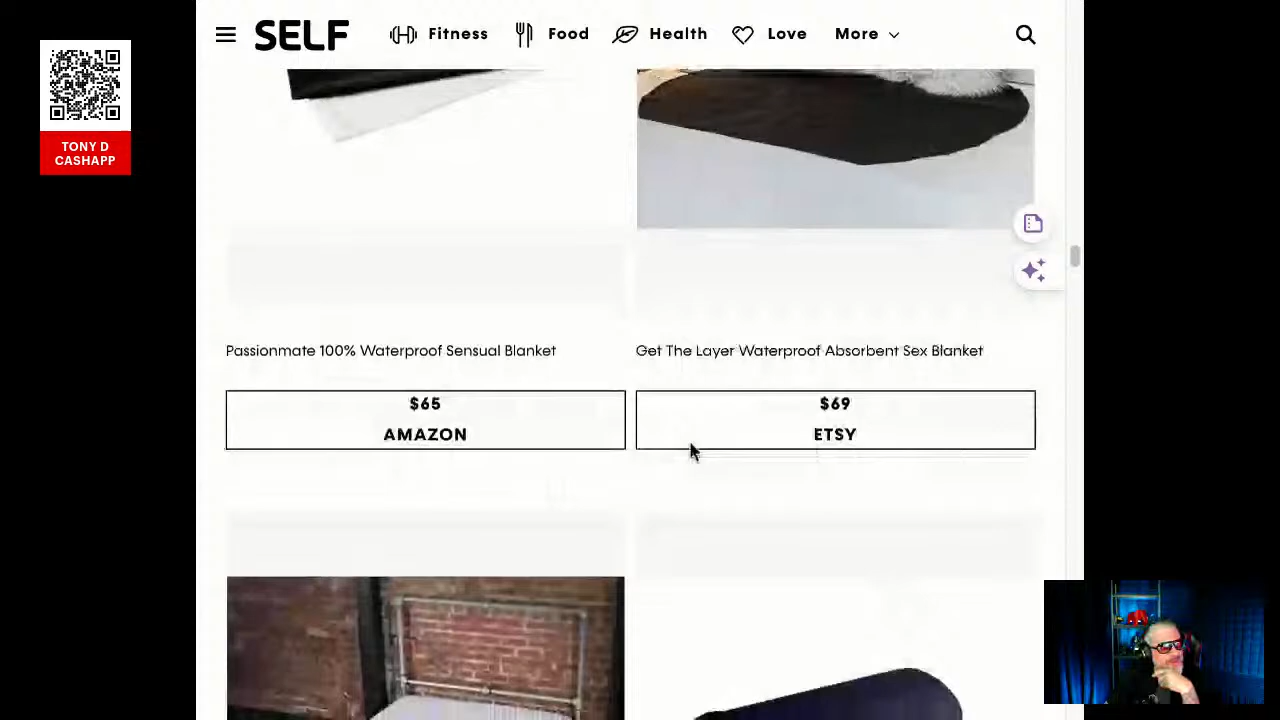 SELF
Fitness
Food
Health
Love
More
TONY D
CASHAPP
Passionmate 100% Waterproof Sensual Blanket
Get The Layer Waterproof Absorbent Sex Blanket
$65
AMAZON
$69
ETSY